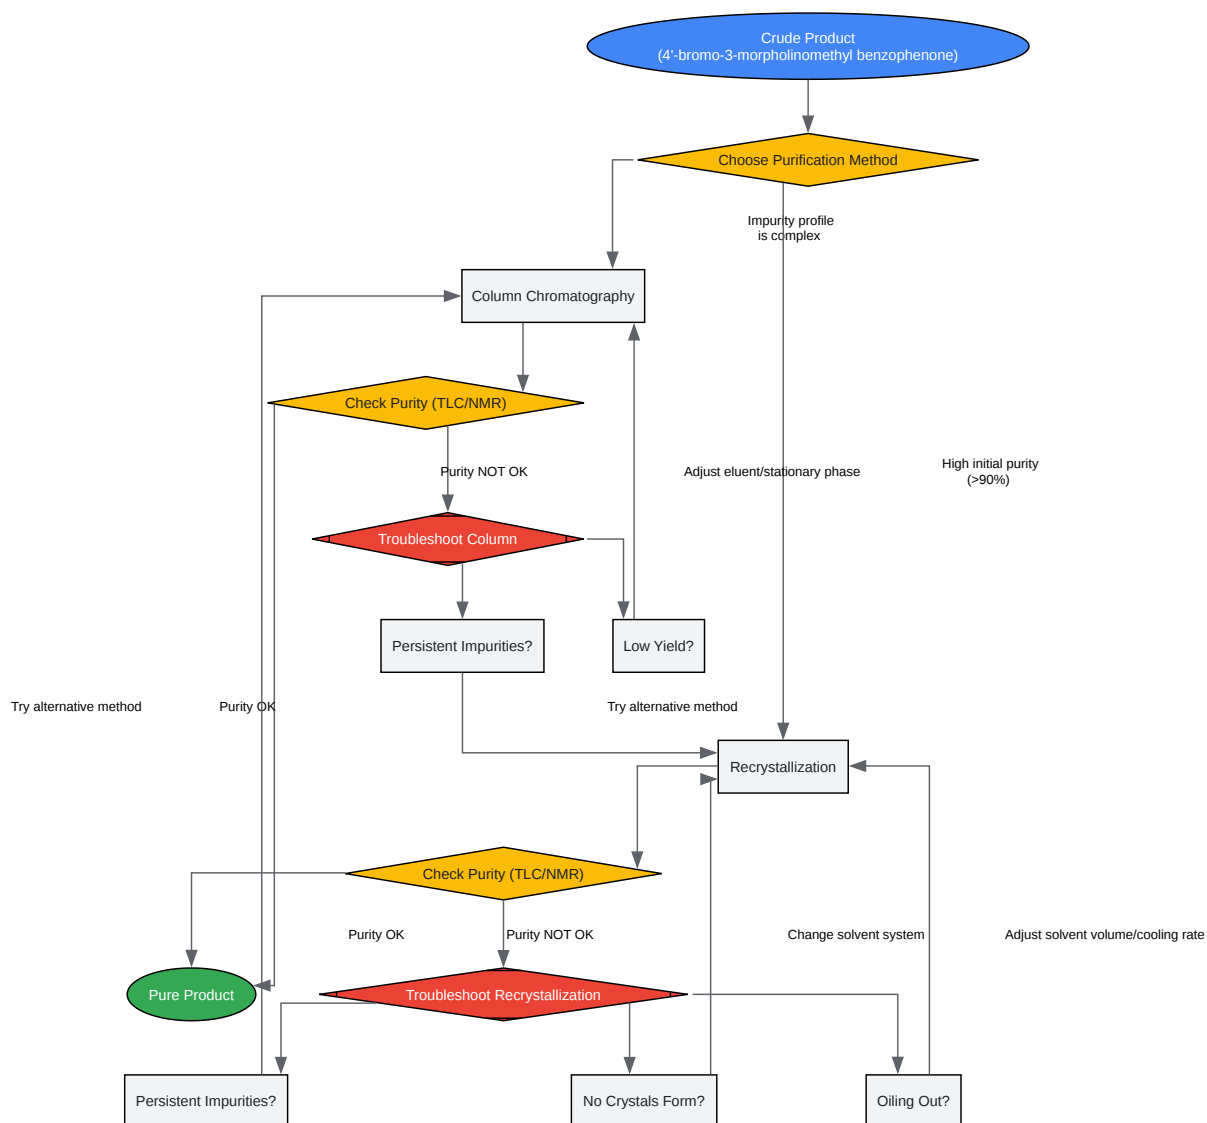 Crude Product
(4'-bromo-3-morpholinomethyl benzophenone)
Choose Purification Method
Impurity profile
is complex
Column Chromatography
Check Purity (TLC/NMR)
Purity NOT OK
Adjust eluent/stationary phase
High initial purity
(>90%)
Troubleshoot Column
Persistent Impurities?
Low Yield?
Try alternative method
Purity OK
Try alternative method
Recrystallization
Check Purity (TLC/NMR)
Purity OK
Purity NOT OK
Change solvent system
Adjust solvent volume/cooling rate
Pure Product
Troubleshoot Recrystallization
Persistent Impurities?
No Crystals Form?
Oiling Out?